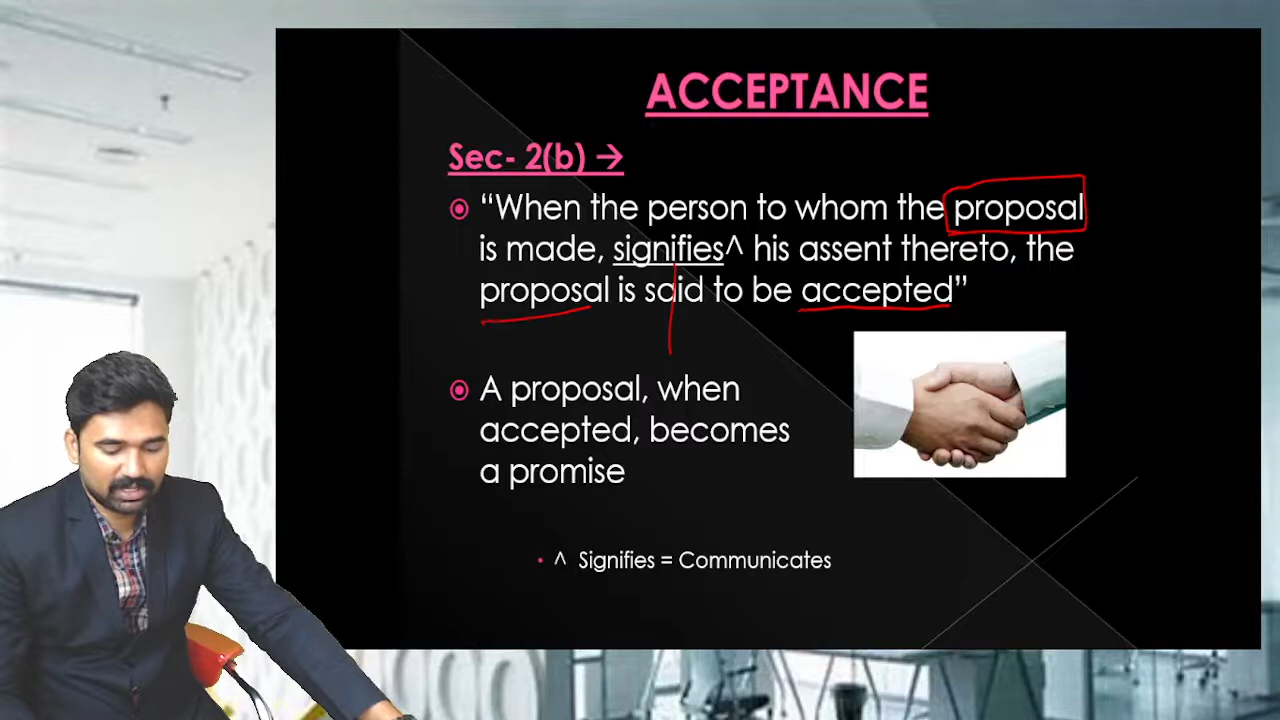 ACCEPTANCE
Sec- 2(b) →
“When the person to whom the proposal
is made, signifies^ his assent thereto, the
proposal is said to be accepted”
A proposal, when
accepted, becomes
a promise
^ Signifies = Communicates